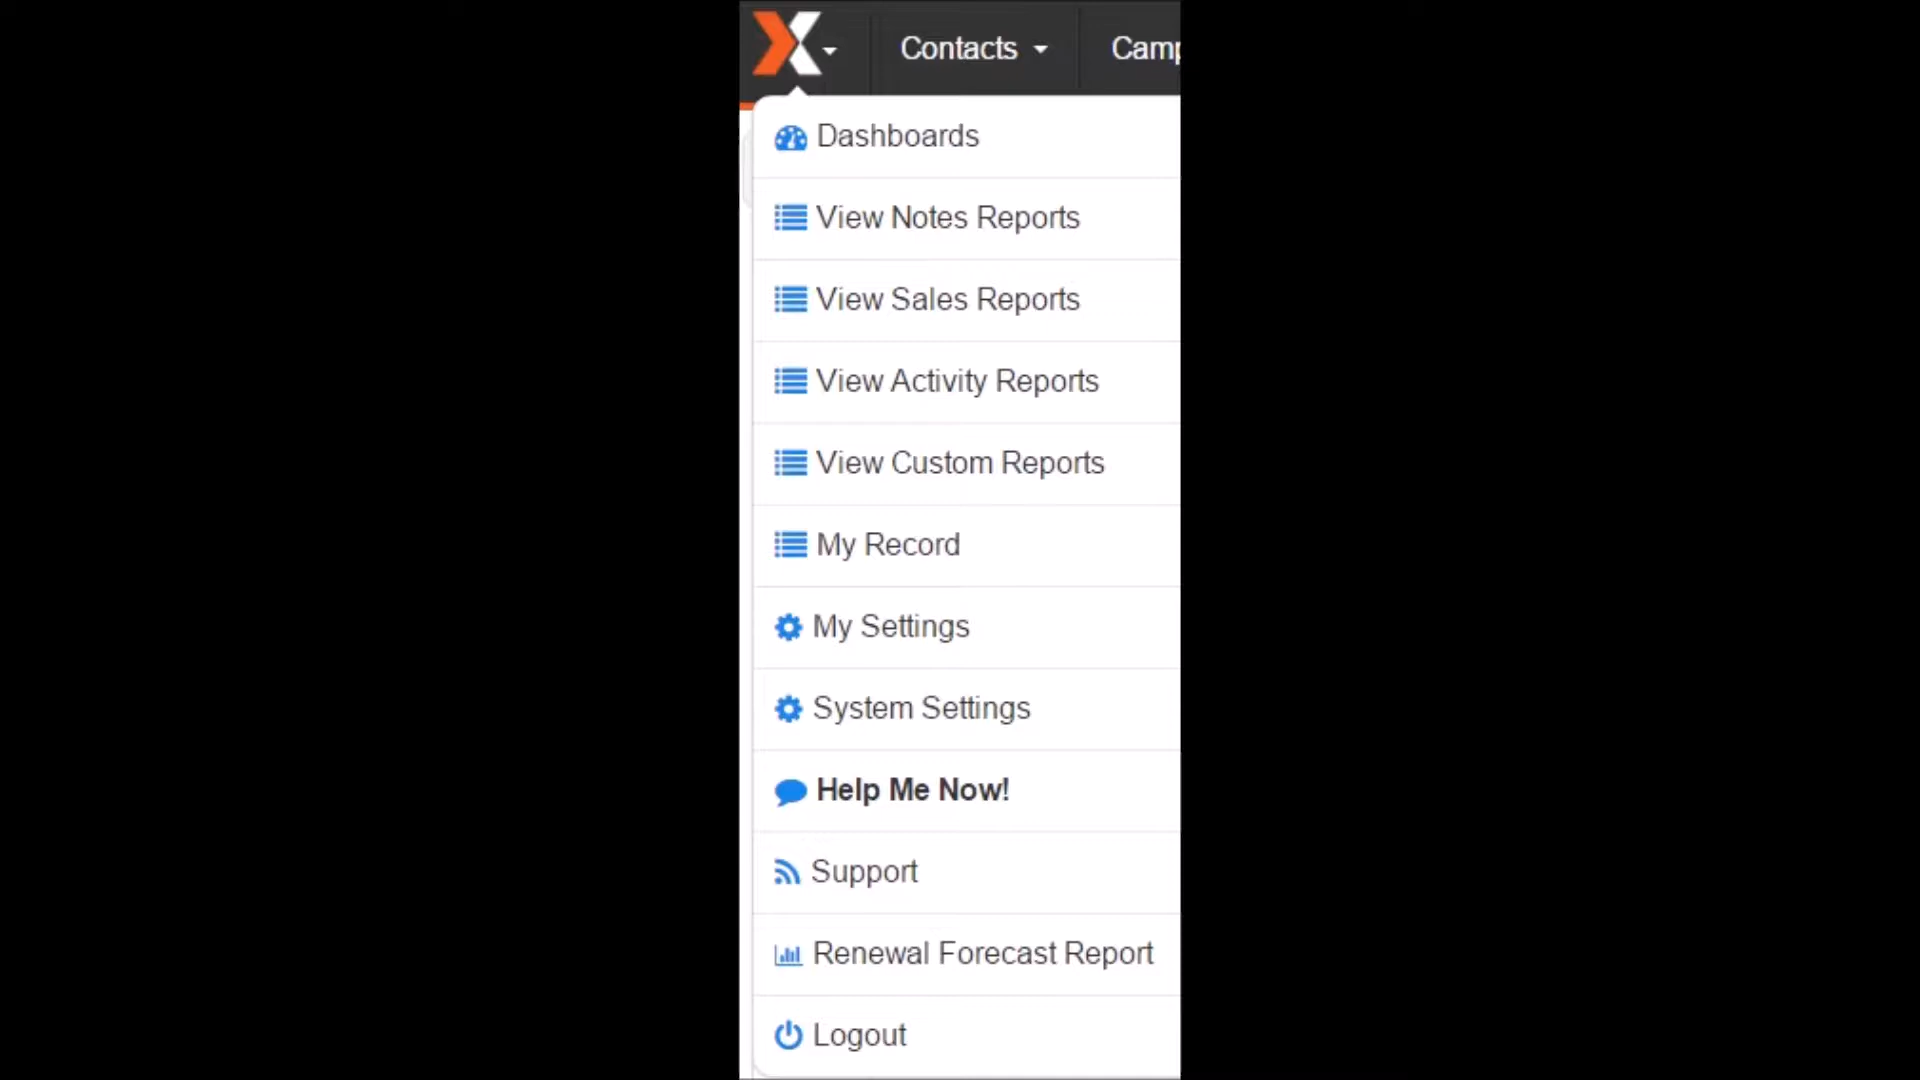 Contacts
Camp
Dashboards
View Notes Reports
View Sales Reports
View Activity Reports
View Custom Reports
My Record
My Settings
System Settings
Help Me Now!
Support
Renewal Forecast Report
Logout